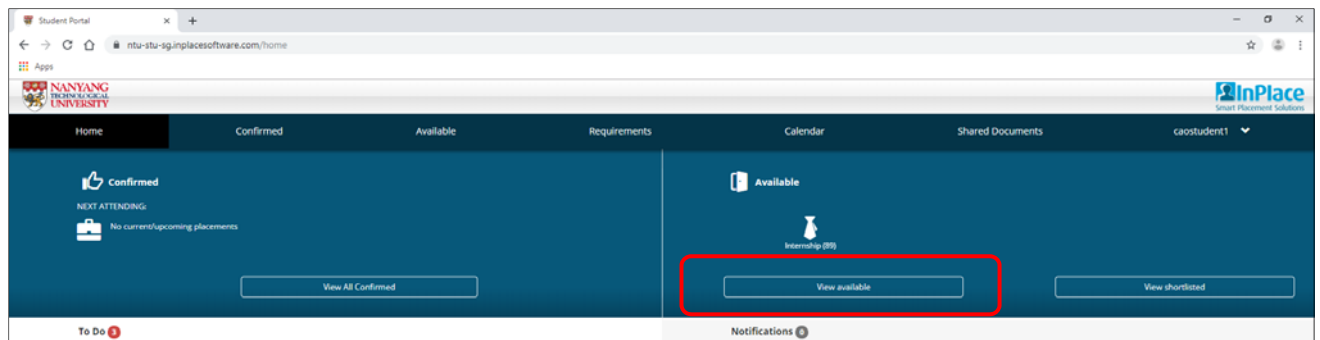 Student Portal
ntu-stu-sg.inplacesoftware.com/home
Apps
NANYANG
TECHNOLOGICAL
UNIVERSITY
InPlace
Smart Placement Solutions
Home Confirmed Available Requirements Calendar Shared Documents caostudent1
Confirmed
NEXT ATTENDING:
No current/upcoming placements
View All Confirmed
Available
Internship (89)
View available
View shortlisted
To Do 3
Notifications 0